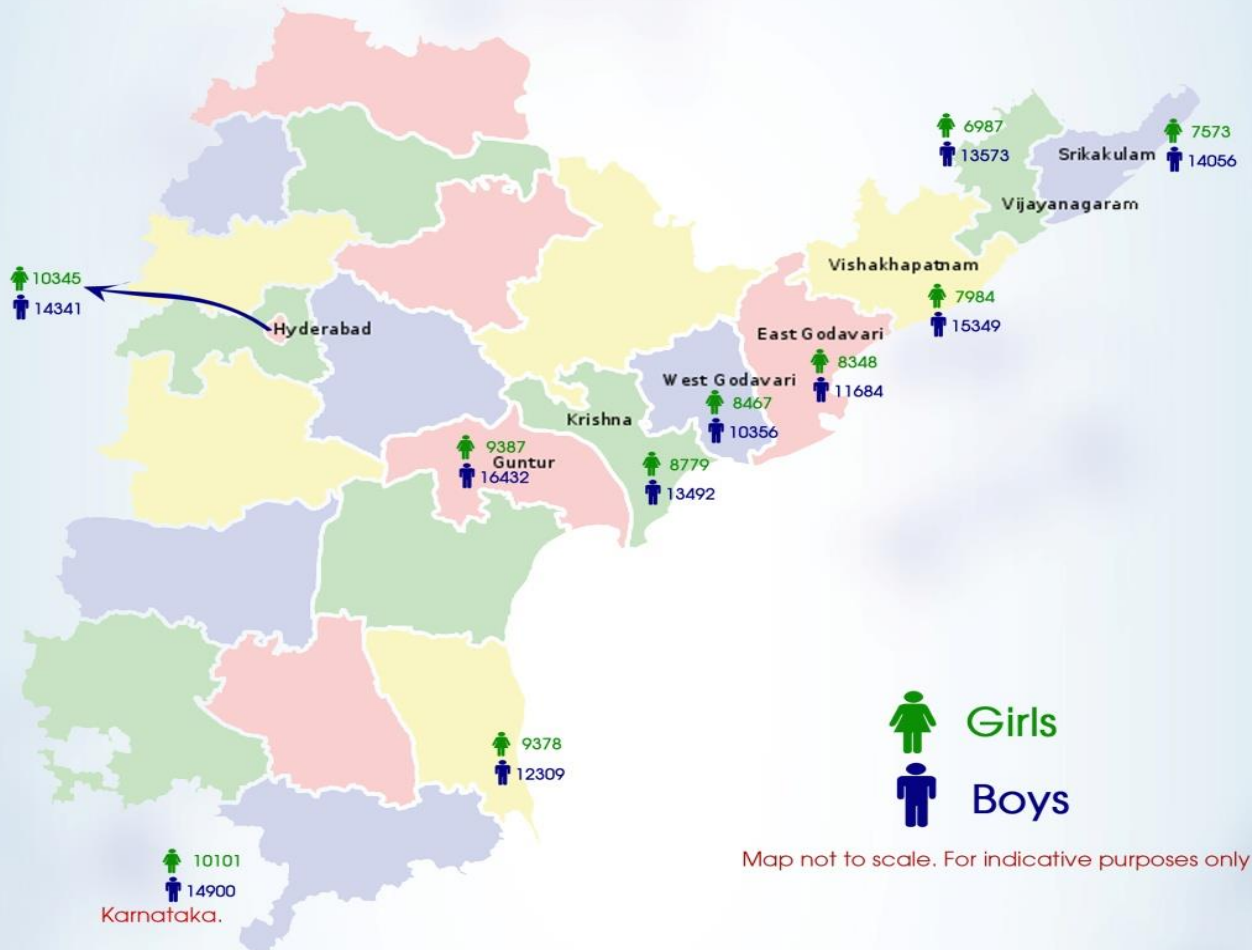 6987
13573
Srikakulam
7573
14056
Vijayanagaram
Vishakhapatnam
7984
15349
10345
14341
Hyderabad
East Godavari
8348
11684
West Godavari
8467
10356
Krishna
8779
13492
9387
Guntur
16432
9378
12309
Girls
Boys
Map not to scale. For indicative purposes only
10101
14900
Karnataka.